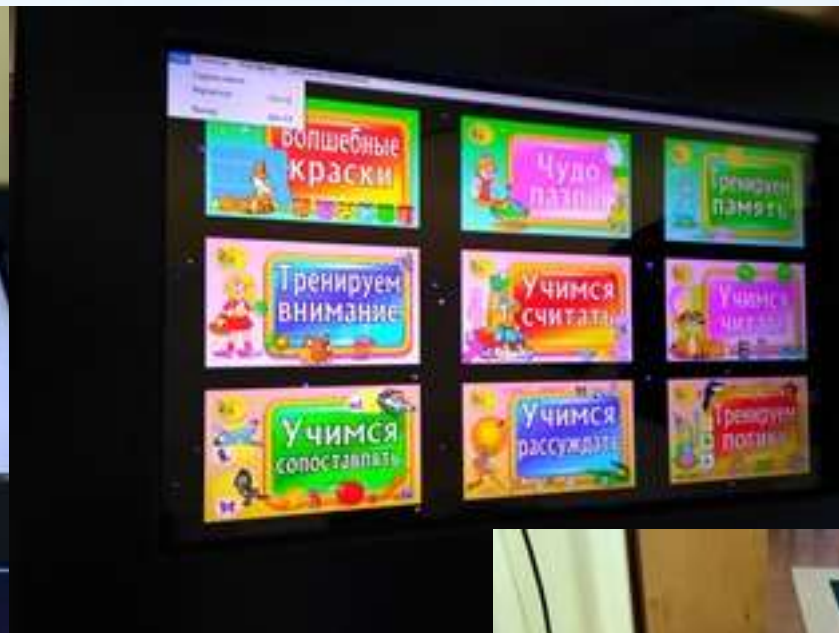 Волшебные
краски
Чудо
пазлы
Тренируем
память
Тренируем
внимание
Учимся
считать
Учимся
читать
Учимся
сопоставлять
Учимся
рассуждать
Тренируем
логику